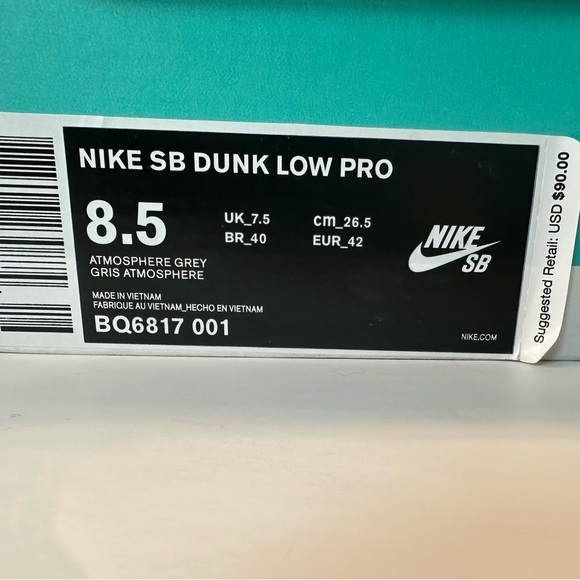 NIKE SB DUNK LOW PRO
8.5
UK_7.5 cm_26.5
BR_40 EUR_42
ATMOSPHERE GREY
GRIS ATMOSPHERE
MADE IN VIETNAM
FABRIQUE AU VIETNAM_HECHO EN VIETNAM
BQ6817 001
NIKE
SB
NIKE.COM
Suggested Retail: USD $90.00